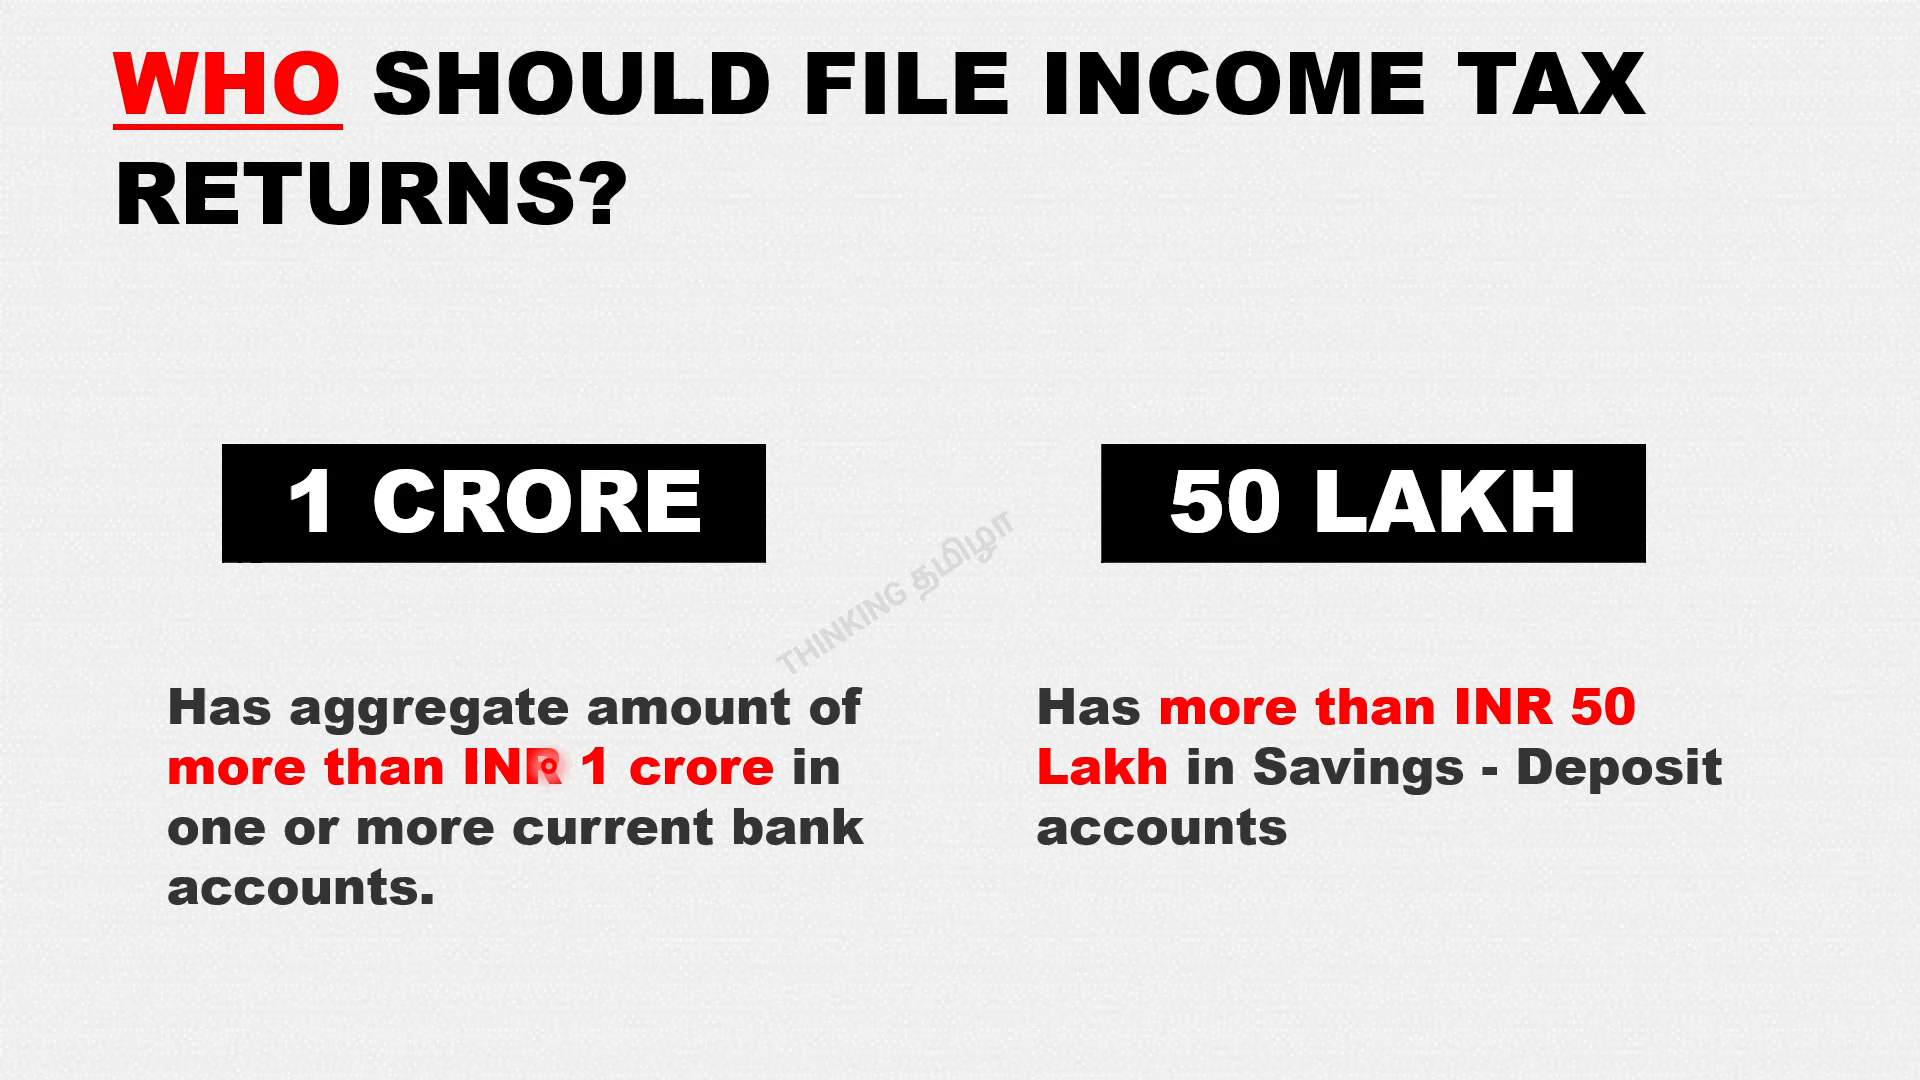 WHO SHOULD FILE INCOME TAX
RETURNS?
1 CRORE
50 LAKH
THINKING தமிழா
Has aggregate amount of
more than INR 1 crore in
one or more current bank
accounts.
Has more than INR 50
Lakh in Savings - Deposit
accounts